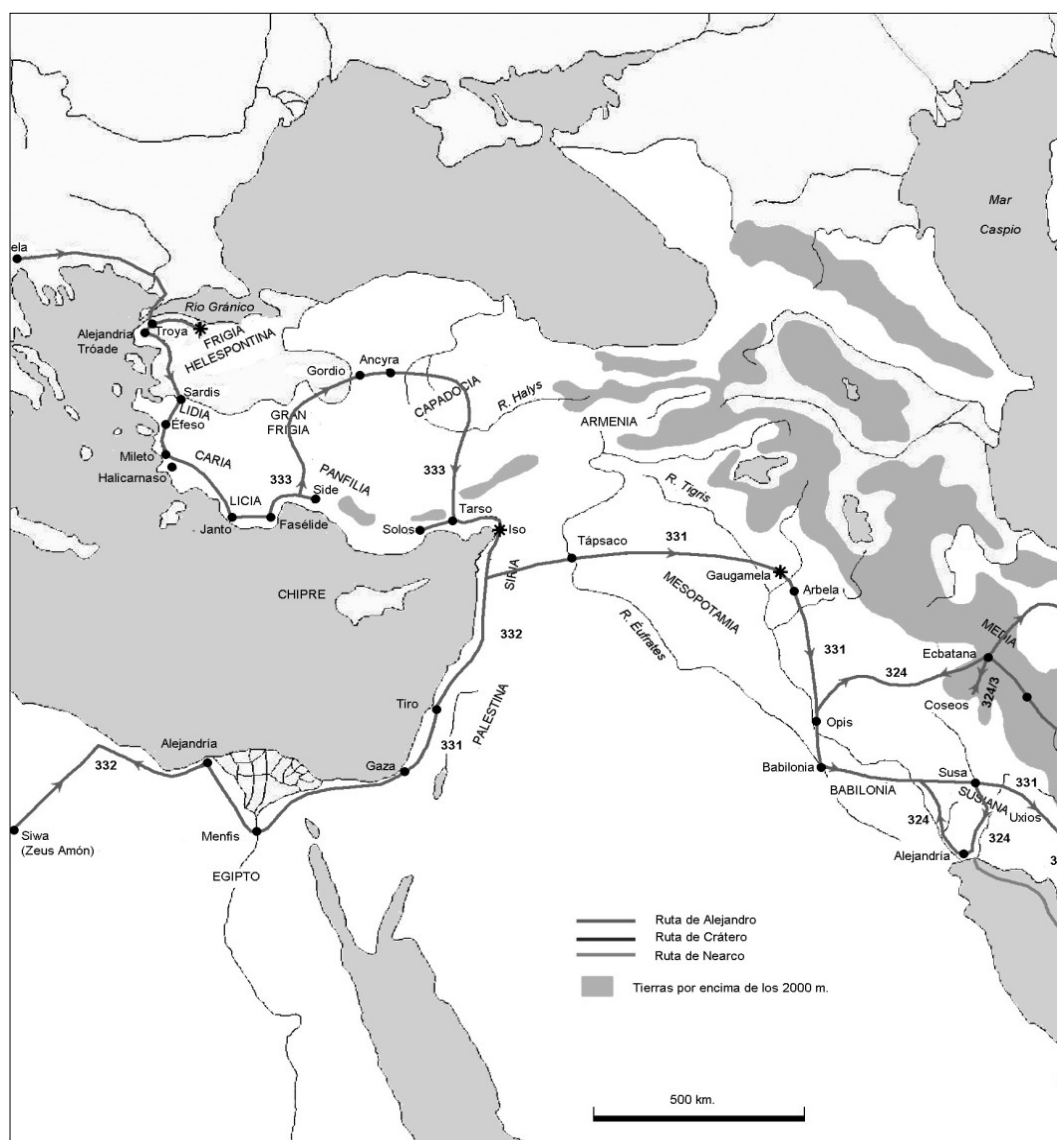 Mar
Caspio
ela
Rio Gránico
Troya
Alejandría
Tróade
FRIGIA
HELESPONTINA
Sardis
LIDIA
Éfeso
Mileto
CARIA
Halicarnaso
LICIA
Janto
Fasélide
333
PANFILIA
Side
GRAN
FRIGIA
Gordio
Ancyra
CAPADOCIA
R. Halys
333
ARMENIA
Tarso
Solos
Iso
SIRIA
CHIPRE
332
Tápsaco
331
R. Tigris
Gaugamela
Arbela
MESOPOTAMIA
R. Éufrates
331
324
Ecbatana
MEDIA
324/3
Coseos
Opis
Tiro
331
PALESTINA
Gaza
Alejandría
332
Siwa
(Zeus Amón)
Menfis
EGIPTO
Babilonia
BABILONIA
Susa
331
SUSIANA
Uxios
324
324
Alejandría
3
Ruta de Alejandro
Ruta de Crátero
Ruta de Nearco
Tierras por encima de los 2000 m.
500 km.